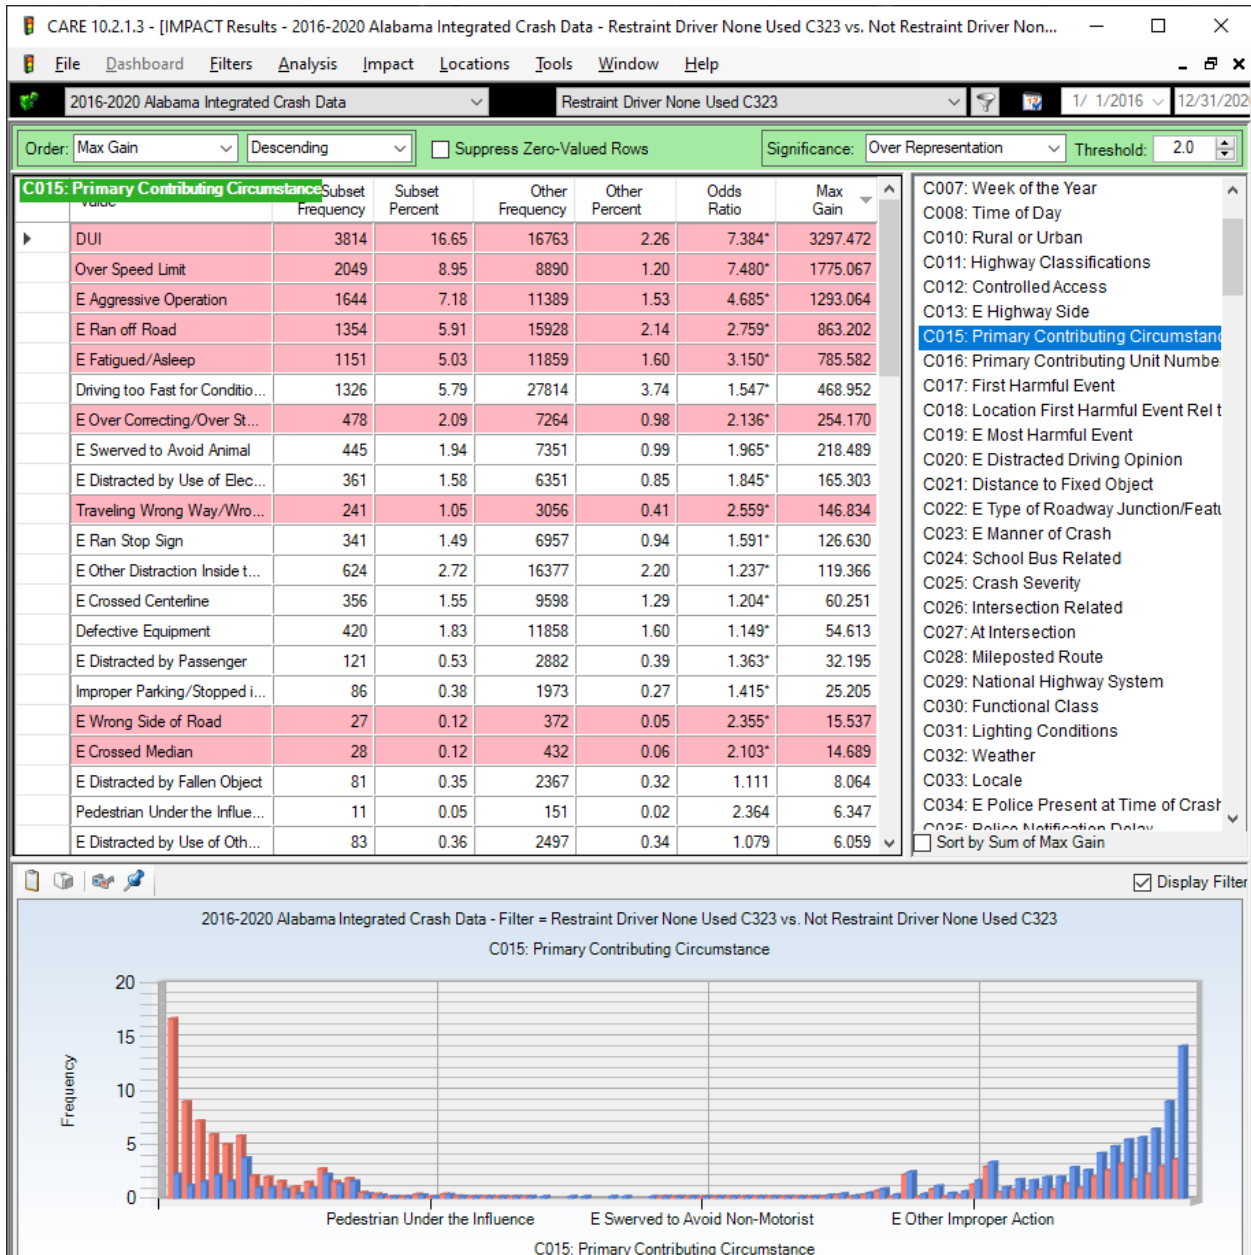 CARE 10.2.1.3 - [IMPACT Results - 2016-2020 Alabama Integrated Crash Data - Restraint Driver None Used C323 vs. Not Restraint Driver Non...
File Dashboard Filters Analysis Impact Locations Tools Window Help
2016-2020 Alabama Integrated Crash Data Restraint Driver None Used C323 1/ 1/2016 12/31/202
Order: Max Gain Descending Suppress Zero-Valued Rows Significance: Over Representation Threshold: 2.0
C015: Primary Contributing Circumstance
Subset Frequency Subset Percent Other Frequency Other Percent Odds Ratio Max Gain
DUI 3814 16.65 16763 2.26 7.384* 3297.472
Over Speed Limit 2049 8.95 8890 1.20 7.480* 1775.067
E Aggressive Operation 1644 7.18 11389 1.53 4.685* 1293.064
E Ran off Road 1354 5.91 15928 2.14 2.759* 863.202
E Fatigued/Asleep 1151 5.03 11859 1.60 3.150* 785.582
Driving too Fast for Conditio... 1326 5.79 27814 3.74 1.547* 468.952
E Over Correcting/Over St... 478 2.09 7264 0.98 2.136* 254.170
E Swerved to Avoid Animal 445 1.94 7351 0.99 1.965* 218.489
E Distracted by Use of Elec... 361 1.58 6351 0.85 1.845* 165.303
Traveling Wrong Way/Wro... 241 1.05 3056 0.41 2.559* 146.834
E Ran Stop Sign 341 1.49 6957 0.94 1.591* 126.630
E Other Distraction Inside t... 624 2.72 16377 2.20 1.237* 119.366
E Crossed Centerline 356 1.55 9598 1.29 1.204* 60.251
Defective Equipment 420 1.83 11858 1.60 1.149* 54.613
E Distracted by Passenger 121 0.53 2882 0.39 1.363* 32.195
Improper Parking/Stopped i... 86 0.38 1973 0.27 1.415* 25.205
E Wrong Side of Road 27 0.12 372 0.05 2.355* 15.537
E Crossed Median 28 0.12 432 0.06 2.103* 14.689
E Distracted by Fallen Object 81 0.35 2367 0.32 1.111 8.064
Pedestrian Under the Influe... 11 0.05 151 0.02 2.364 6.347
E Distracted by Use of Oth... 83 0.36 2497 0.34 1.079 6.059
C007: Week of the Year
C008: Time of Day
C010: Rural or Urban
C011: Highway Classifications
C012: Controlled Access
C013: E Highway Side
C015: Primary Contributing Circumstanc
C016: Primary Contributing Unit Numbe
C017: First Harmful Event
C018: Location First Harmful Event Rel t
C019: E Most Harmful Event
C020: E Distracted Driving Opinion
C021: Distance to Fixed Object
C022: E Type of Roadway Junction/Featu
C023: E Manner of Crash
C024: School Bus Related
C025: Crash Severity
C026: Intersection Related
C027: At Intersection
C028: Mileposted Route
C029: National Highway System
C030: Functional Class
C031: Lighting Conditions
C032: Weather
C033: Locale
C034: E Police Present at Time of Crash
C035: Police Notification Delay
Sort by Sum of Max Gain
Display Filter
2016-2020 Alabama Integrated Crash Data - Filter = Restraint Driver None Used C323 vs. Not Restraint Driver None Used C323
C015: Primary Contributing Circumstance
Frequency
20
15
10
5
0
Pedestrian Under the Influence E Swerved to Avoid Non-Motorist E Other Improper Action
C015: Primary Contributing Circumstance